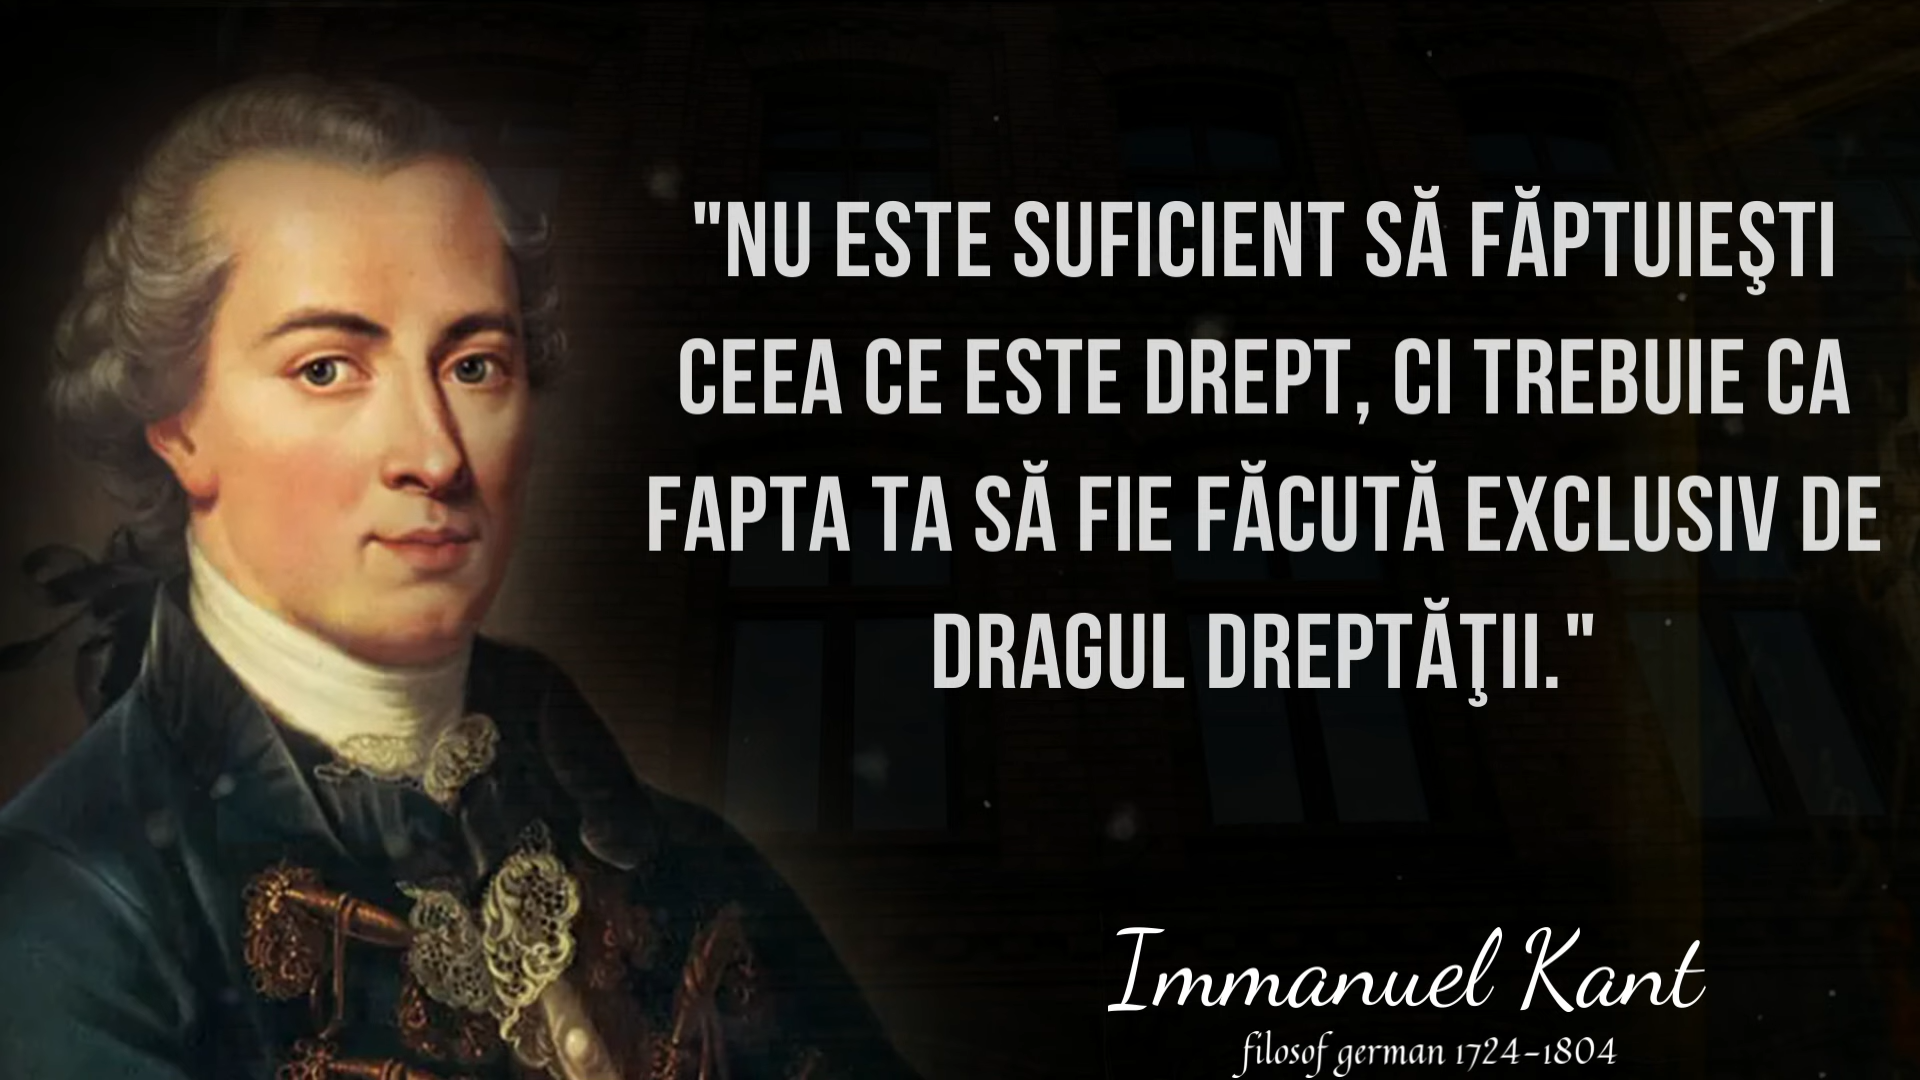 "NU ESTE SUFICIENT SĂ FĂPTUIEŞTI
CEEA CE ESTE DREPT, CI TREBUIE CA
FAPTA TA SĂ FIE FĂCUTĂ EXCLUSIV DE
DRAGUL DREPTĂŢII."
Immanuel Kant
filosof german 1724-1804